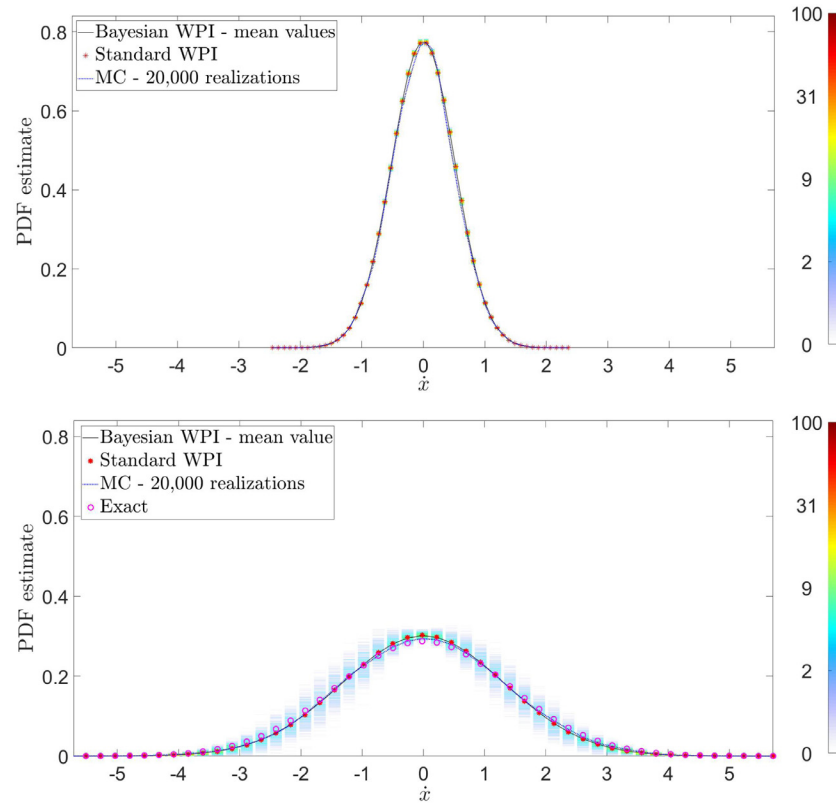 Bayesian WPI - mean values
Standard WPI
MC - 20,000 realizations
0.8
0.6
0.4
0.2
0
PDF estimate
-5 -4 -3 -2 -1 0 1 2 3 4 5
ẋ
100
31
9
2
0
Bayesian WPI - mean value
Standard WPI
MC - 20,000 realizations
Exact
0.8
0.6
0.4
0.2
0
PDF estimate
-5 -4 -3 -2 -1 0 1 2 3 4 5
ẋ
100
31
9
2
0